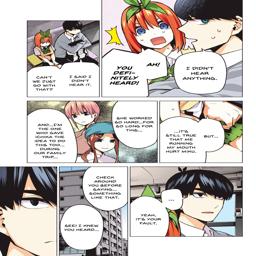 I DIDN'T
HEAR
ANYTHING.
AH!
YOU
DEFI-
NITELY
HEARD!
I SAID I
DIDN'T
HEAR IT.
CAN'T
WE JUST
GO WITH
THAT?
BUT...
...IT'S
STILL
TRUE
THAT ME
RUNNING
MY
MOUTH
HURT MIKU.
SHE WORKED
SO HARD...FOR
SO LONG FOR
THIS...
AND...I'M
THE ONE
WHO GAVE
ICHIKA THE
IDEA TO DO
THIS TOO...
DURING
OUR FAMILY
TRIP...
...
YEAH.
IT'S YOUR
FAULT.
CHECK
AROUND YOU
BEFORE
SAYING...
SOMETHING
LIKE THAT.
SEE! I KNEW
YOU HEARD...